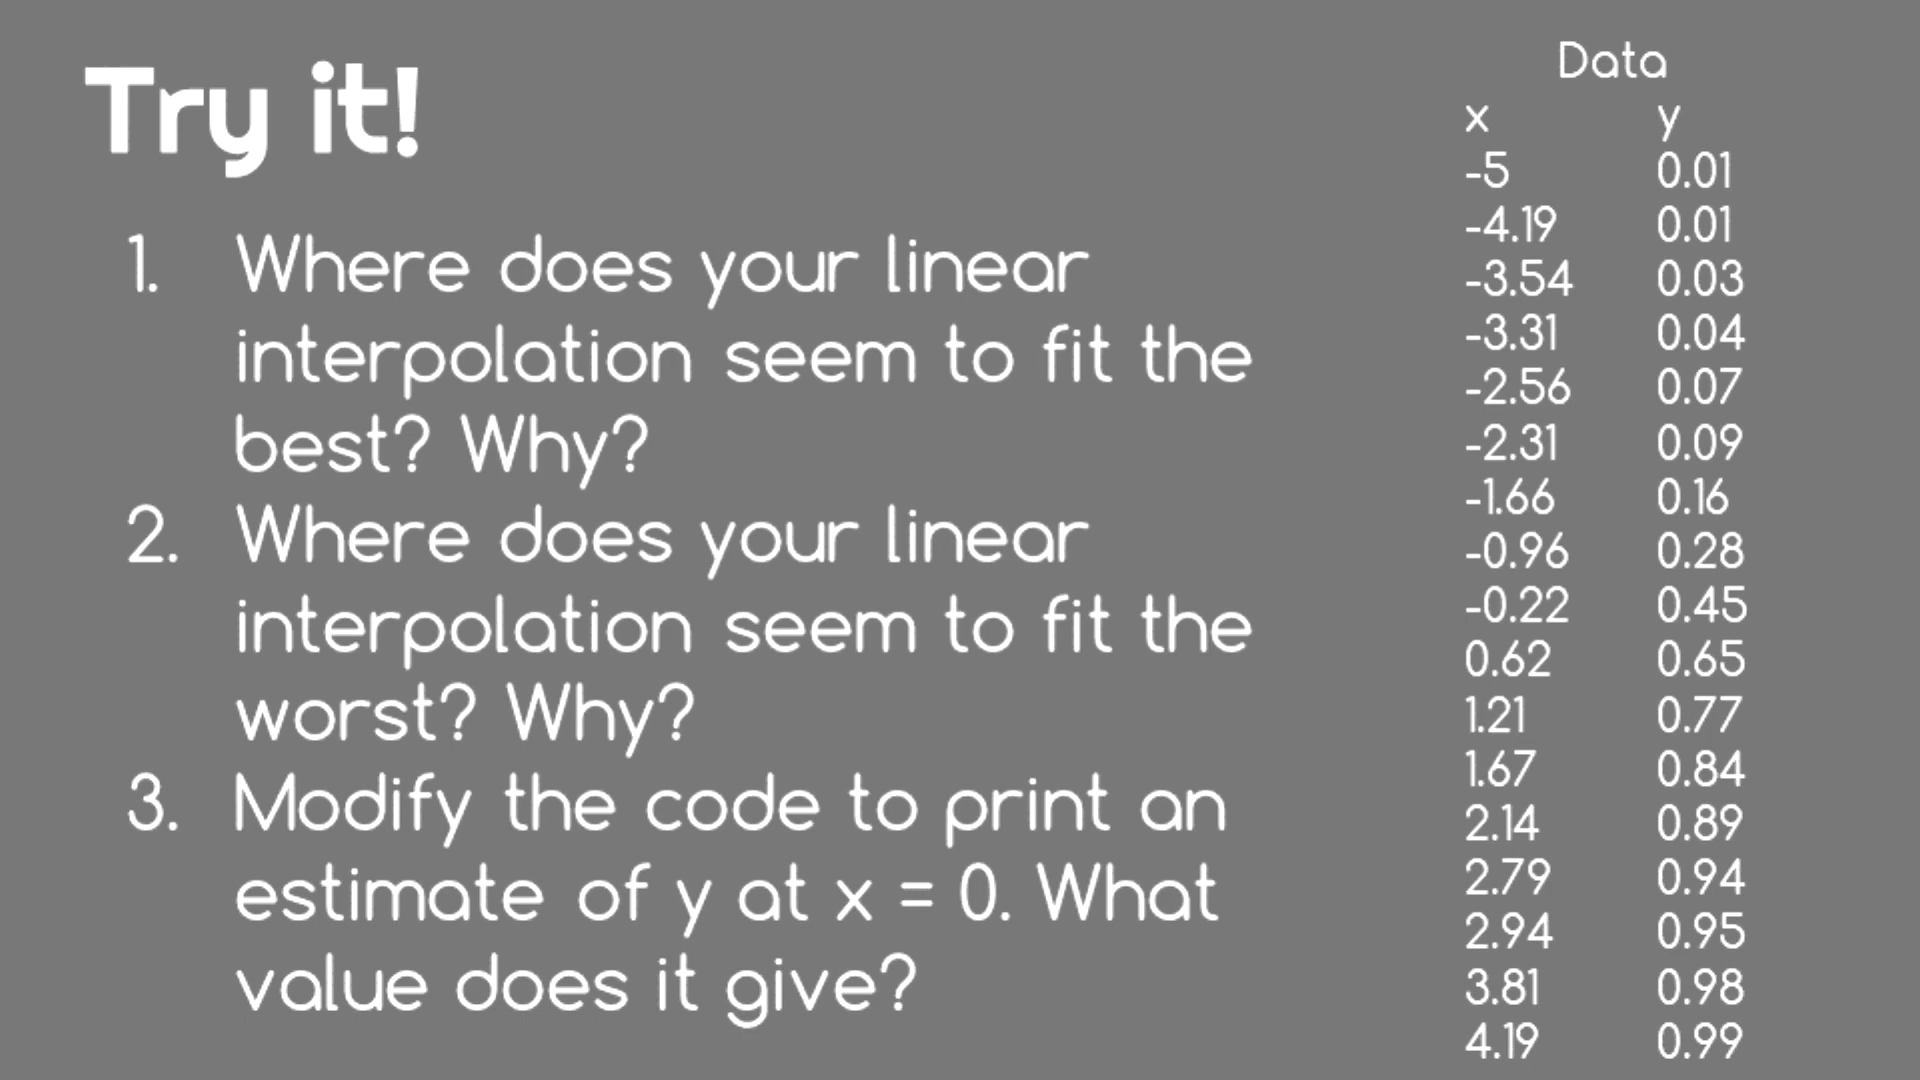 Try it!
1. Where does your linear
interpolation seem to fit the
best? Why?
2. Where does your linear
interpolation seem to fit the
worst? Why?
3. Modify the code to print an
estimate of y at x = 0. What
value does it give?
Data
x y
-5 0.01
-4.19 0.01
-3.54 0.03
-3.31 0.04
-2.56 0.07
-2.31 0.09
-1.66 0.16
-0.96 0.28
-0.22 0.45
0.62 0.65
1.21 0.77
1.67 0.84
2.14 0.89
2.79 0.94
2.94 0.95
3.81 0.98
4.19 0.99